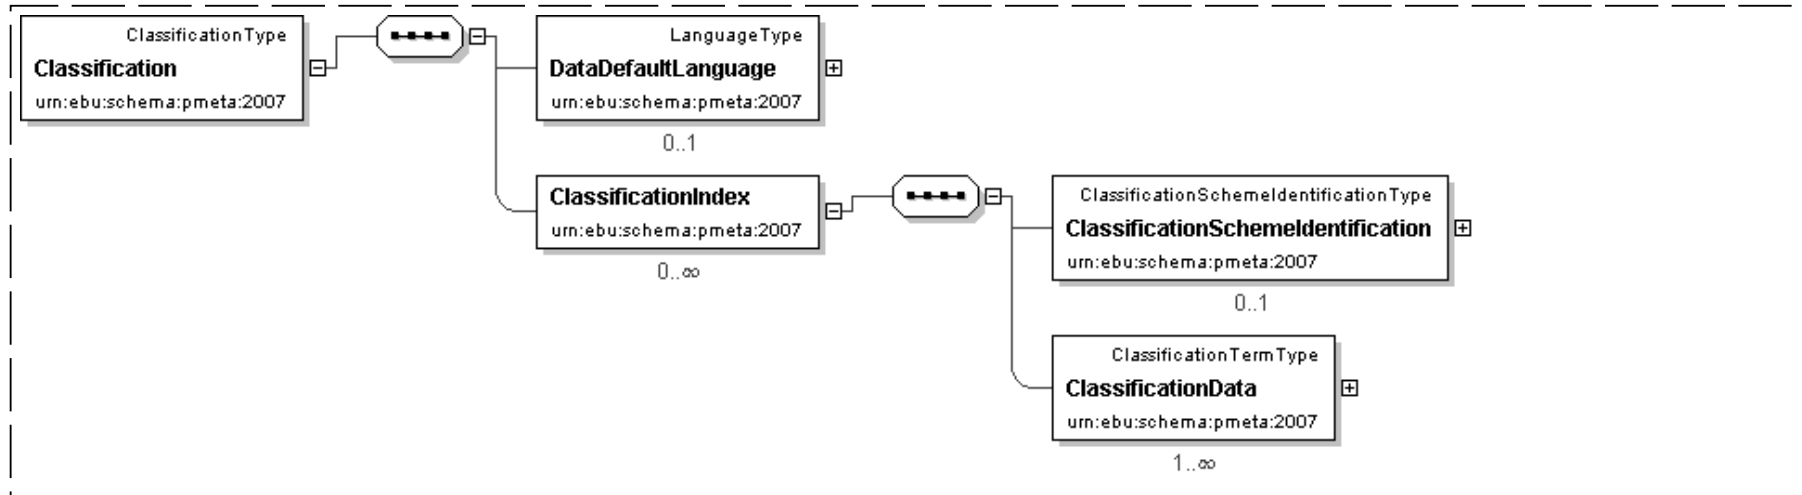 ClassificationType
Classification
urn:ebu:schema:pmeta:2007
LanguageType
DataDefaultLanguage
urn:ebu:schema:pmeta:2007
0..1
ClassificationIndex
urn:ebu:schema:pmeta:2007
0..∞
ClassificationSchemeIdentificationType
ClassificationSchemeIdentification
urn:ebu:schema:pmeta:2007
0..1
ClassificationTermType
ClassificationData
urn:ebu:schema:pmeta:2007
1..∞